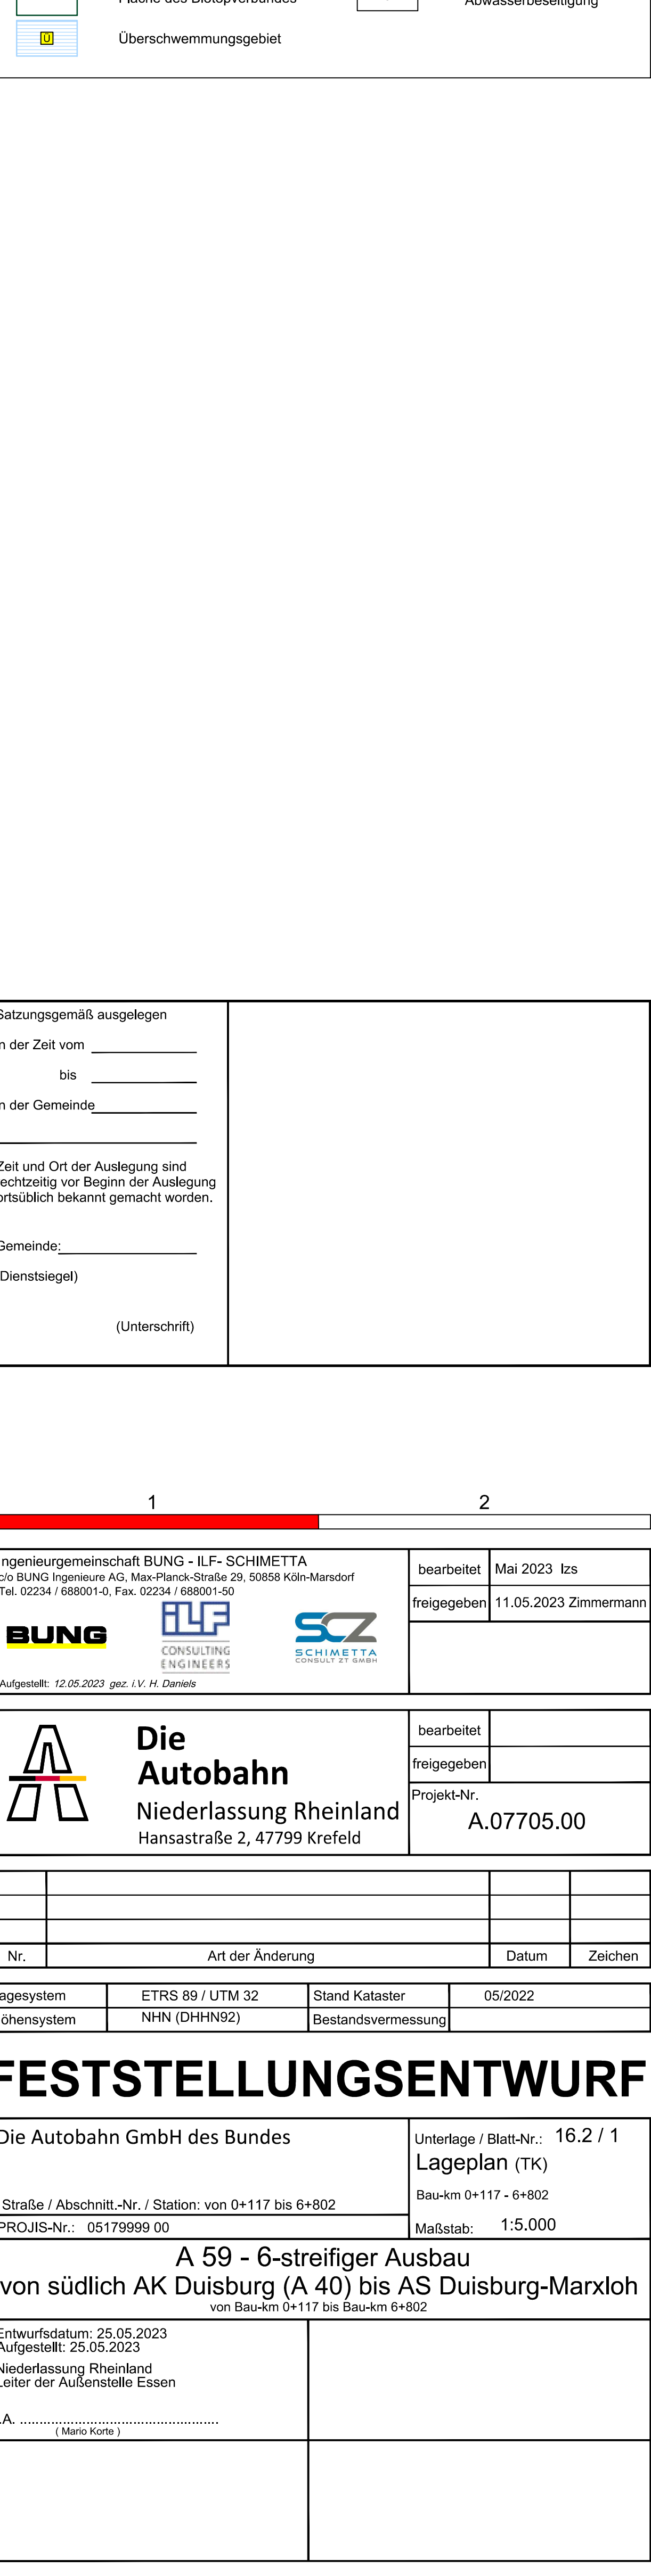 Fläche des Biotopverbundes
Abwasserbeseitigung
Ü
Überschwemmungsgebiet
Satzungsgemäß ausgelegen
n der Zeit vom
bis
n der Gemeinde
Zeit und Ort der Auslegung sind
echtzeitig vor Beginn der Auslegung
ortsüblich bekannt gemacht worden.
Gemeinde:
Dienstsiegel)
(Unterschrift)
1
2
ngenieurgemeinschaft BUNG - ILF- SCHIMETTA
c/o BUNG Ingenieure AG, Max-Planck-Straße 29, 50858 Köln-Marsdorf
Tel. 02234 / 688001-0, Fax. 02234 / 688001-50
BUNG
iLF
CONSULTING
ENGINEERS
SCZ
SCHIMETTA
CONSULT ZT GMBH
Aufgestellt: 12.05.2023 gez. i.V. H. Daniels
bearbeitet Mai 2023 Izs
freigegeben 11.05.2023 Zimmermann
Die
Autobahn
Niederlassung Rheinland
Hansastraße 2, 47799 Krefeld
bearbeitet
freigegeben
Projekt-Nr.
A.07705.00
Nr. Art der Änderung Datum Zeichen
agesystem ETRS 89 / UTM 32 Stand Kataster 05/2022
öhensystem NHN (DHHN92) Bestandsvermessung
FESTSTELLUNGSENTWURF
Die Autobahn GmbH des Bundes
Straße / Abschnitt.-Nr. / Station: von 0+117 bis 6+802
PROJIS-Nr.: 05179999 00
Unterlage / Blatt-Nr.: 16.2 / 1
Lageplan (TK)
Bau-km 0+117 - 6+802
Maßstab: 1:5.000
A 59 - 6-streifiger Ausbau
von südlich AK Duisburg (A 40) bis AS Duisburg-Marxloh
von Bau-km 0+117 bis Bau-km 6+802
Entwurfsdatum: 25.05.2023
Aufgestellt: 25.05.2023
Niederlassung Rheinland
Leiter der Außenstelle Essen
.A. ..................................................
( Mario Korte )